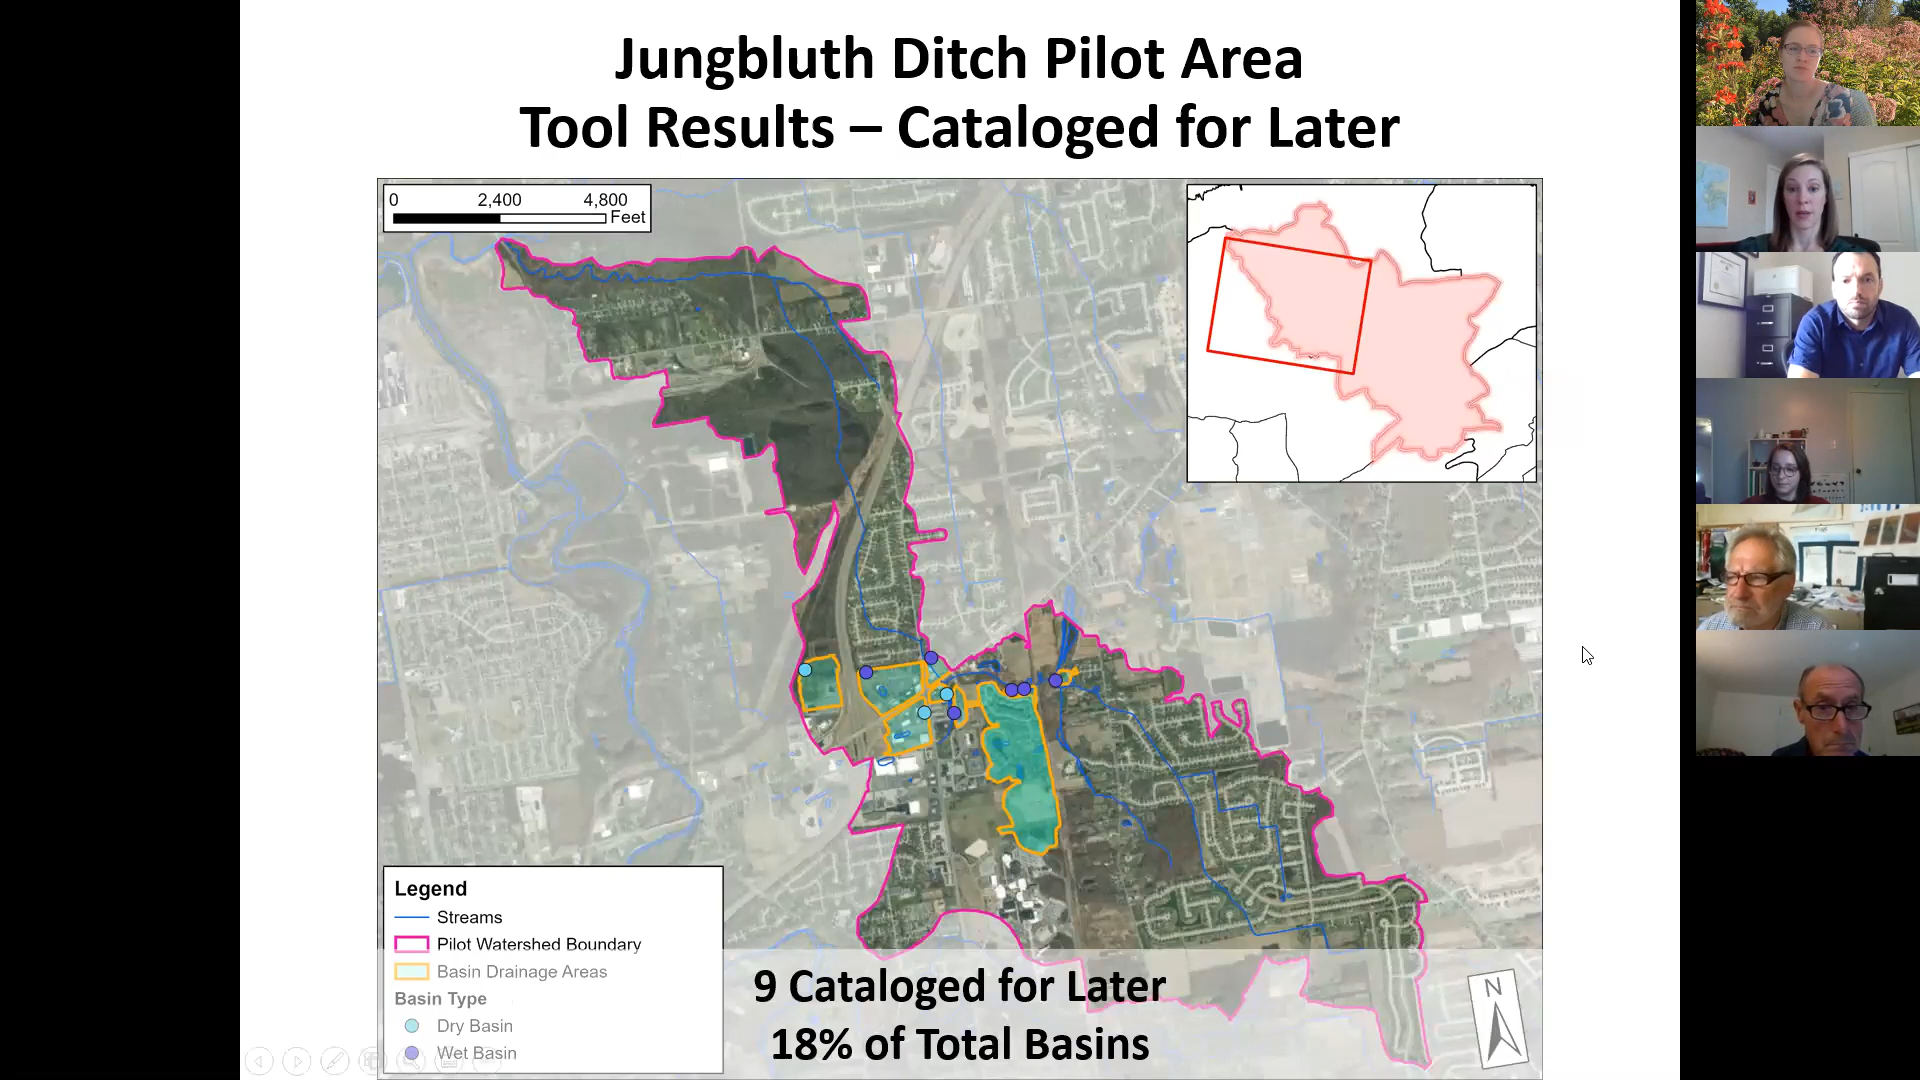 Jungbluth Ditch Pilot Area
Tool Results – Cataloged for Later
0 2,400 4,800
Feet
Legend
Streams
Pilot Watershed Boundary
Basin Drainage Areas
Basin Type
Dry Basin
Wet Basin
9 Cataloged for Later
18% of Total Basins
N